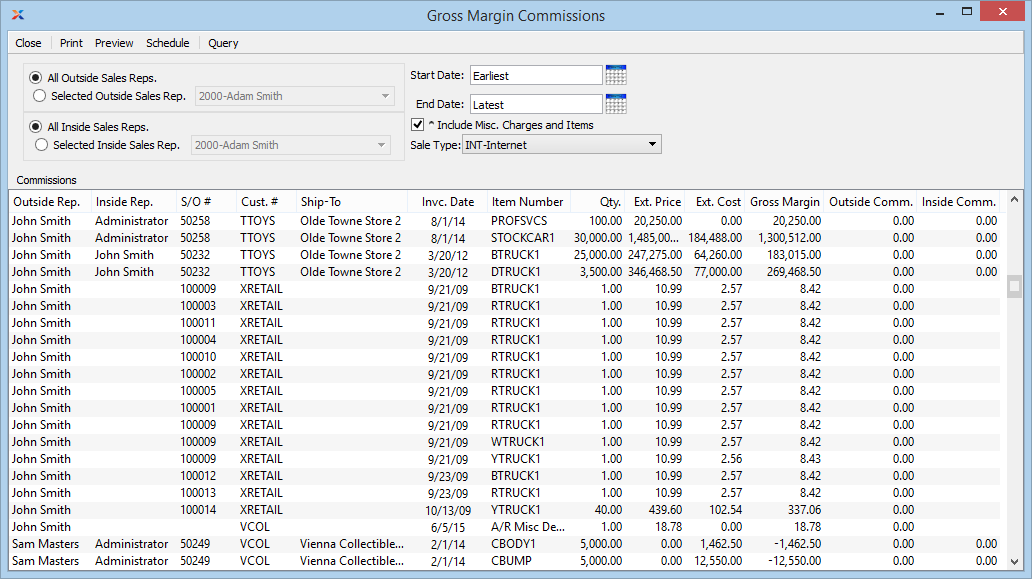 Gross Margin Commissions
Close Print Preview Schedule Query
All Outside Sales Reps.
Selected Outside Sales Rep. 2000-Adam Smith
All Inside Sales Reps.
Selected Inside Sales Rep. 2000-Adam Smith
Start Date: Earliest
End Date: Latest
* Include Misc. Charges and Items
Sale Type: INT-Internet
Commissions
Outside Rep. Inside Rep. S/O # Cust. # Ship-To Invc. Date Item Number Qty. Ext. Price Ext. Cost Gross Margin Outside Comm. Inside Comm.
John Smith Administrator 50258 TTOYS Olde Towne Store 2 8/1/14 PROFSVCS 100.00 20,250.00 0.00 20,250.00 0.00 0.00
John Smith Administrator 50258 TTOYS Olde Towne Store 2 8/1/14 STOCKCAR1 30,000.00 1,485,00... 184,488.00 1,300,512.00 0.00 0.00
John Smith John Smith 50232 TTOYS Olde Towne Store 2 3/20/12 BTRUCK1 25,000.00 247,275.00 64,260.00 183,015.00 0.00 0.00
John Smith John Smith 50232 TTOYS Olde Towne Store 2 3/20/12 DTRUCK1 3,500.00 346,468.50 77,000.00 269,468.50 0.00 0.00
John Smith 100009 XRETAIL 9/21/09 BTRUCK1 1.00 10.99 2.57 8.42 0.00
John Smith 100003 XRETAIL 9/21/09 RTRUCK1 1.00 10.99 2.57 8.42 0.00
John Smith 100011 XRETAIL 9/21/09 RTRUCK1 1.00 10.99 2.57 8.42 0.00
John Smith 100004 XRETAIL 9/21/09 RTRUCK1 1.00 10.99 2.57 8.42 0.00
John Smith 100010 XRETAIL 9/21/09 RTRUCK1 1.00 10.99 2.57 8.42 0.00
John Smith 100002 XRETAIL 9/21/09 RTRUCK1 1.00 10.99 2.57 8.42 0.00
John Smith 100005 XRETAIL 9/21/09 RTRUCK1 1.00 10.99 2.57 8.42 0.00
John Smith 100001 XRETAIL 9/21/09 RTRUCK1 1.00 10.99 2.57 8.42 0.00
John Smith 100009 XRETAIL 9/21/09 RTRUCK1 1.00 10.99 2.57 8.42 0.00
John Smith 100009 XRETAIL 9/21/09 WTRUCK1 1.00 10.99 2.57 8.42 0.00
John Smith 100009 XRETAIL 9/21/09 YTRUCK1 1.00 10.99 2.56 8.43 0.00
John Smith 100012 XRETAIL 9/23/09 BTRUCK1 1.00 10.99 2.57 8.42 0.00
John Smith 100013 XRETAIL 9/23/09 RTRUCK1 1.00 10.99 2.57 8.42 0.00
John Smith 100014 XRETAIL 10/13/09 YTRUCK1 40.00 439.60 102.54 337.06 0.00
John Smith VCOL 6/5/15 A/R Misc De... 1.00 18.78 0.00 18.78 0.00
Sam Masters Administrator 50249 VCOL Vienna Collectible... 2/1/14 CBODY1 5,000.00 0.00 1,462.50 -1,462.50 0.00 0.00
Sam Masters Administrator 50249 VCOL Vienna Collectible... 2/1/14 CBUMP 5,000.00 0.00 12,550.00 -12,550.00 0.00 0.00